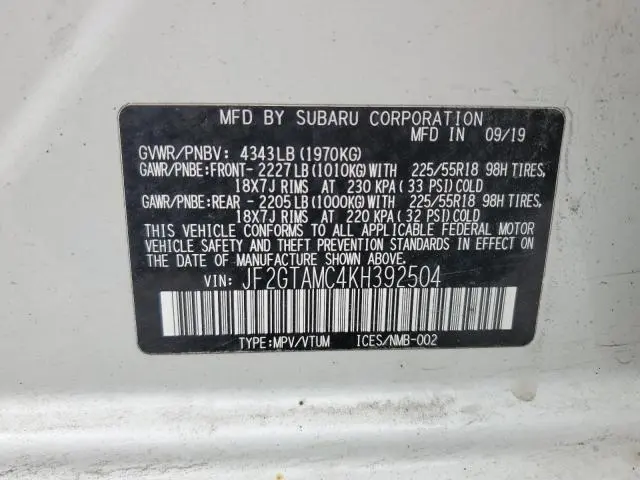 MFD BY SUBARU CORPORATION
MFD IN 09/19
GVWR/PNBV: 4343LB(1970KG)
GAWR/PNBE:FRONT-2227LB(1010KG)WITH 225/55R18 98H TIRES,
18X7J RIMS AT 230 KPA(33 PSI)COLD
GAWR/PNBE:REAR -2205LB(1000KG)WITH 225/55R18 98H TIRES,
18X7J RIMS AT 220 KPA(32 PSI)COLD
THIS VEHICLE CONFORMS TO ALL APPLICABLE FEDERAL MOTOR
VEHICLE SAFETY AND THEFT PREVENTION STANDARDS IN EFFECT ON
THE DATE OF MANUFACTURE SHOWN ABOVE.
VIN: JF2GTAMC4KH392504
TYPE:MPV/VTUM ICES/NMB-002